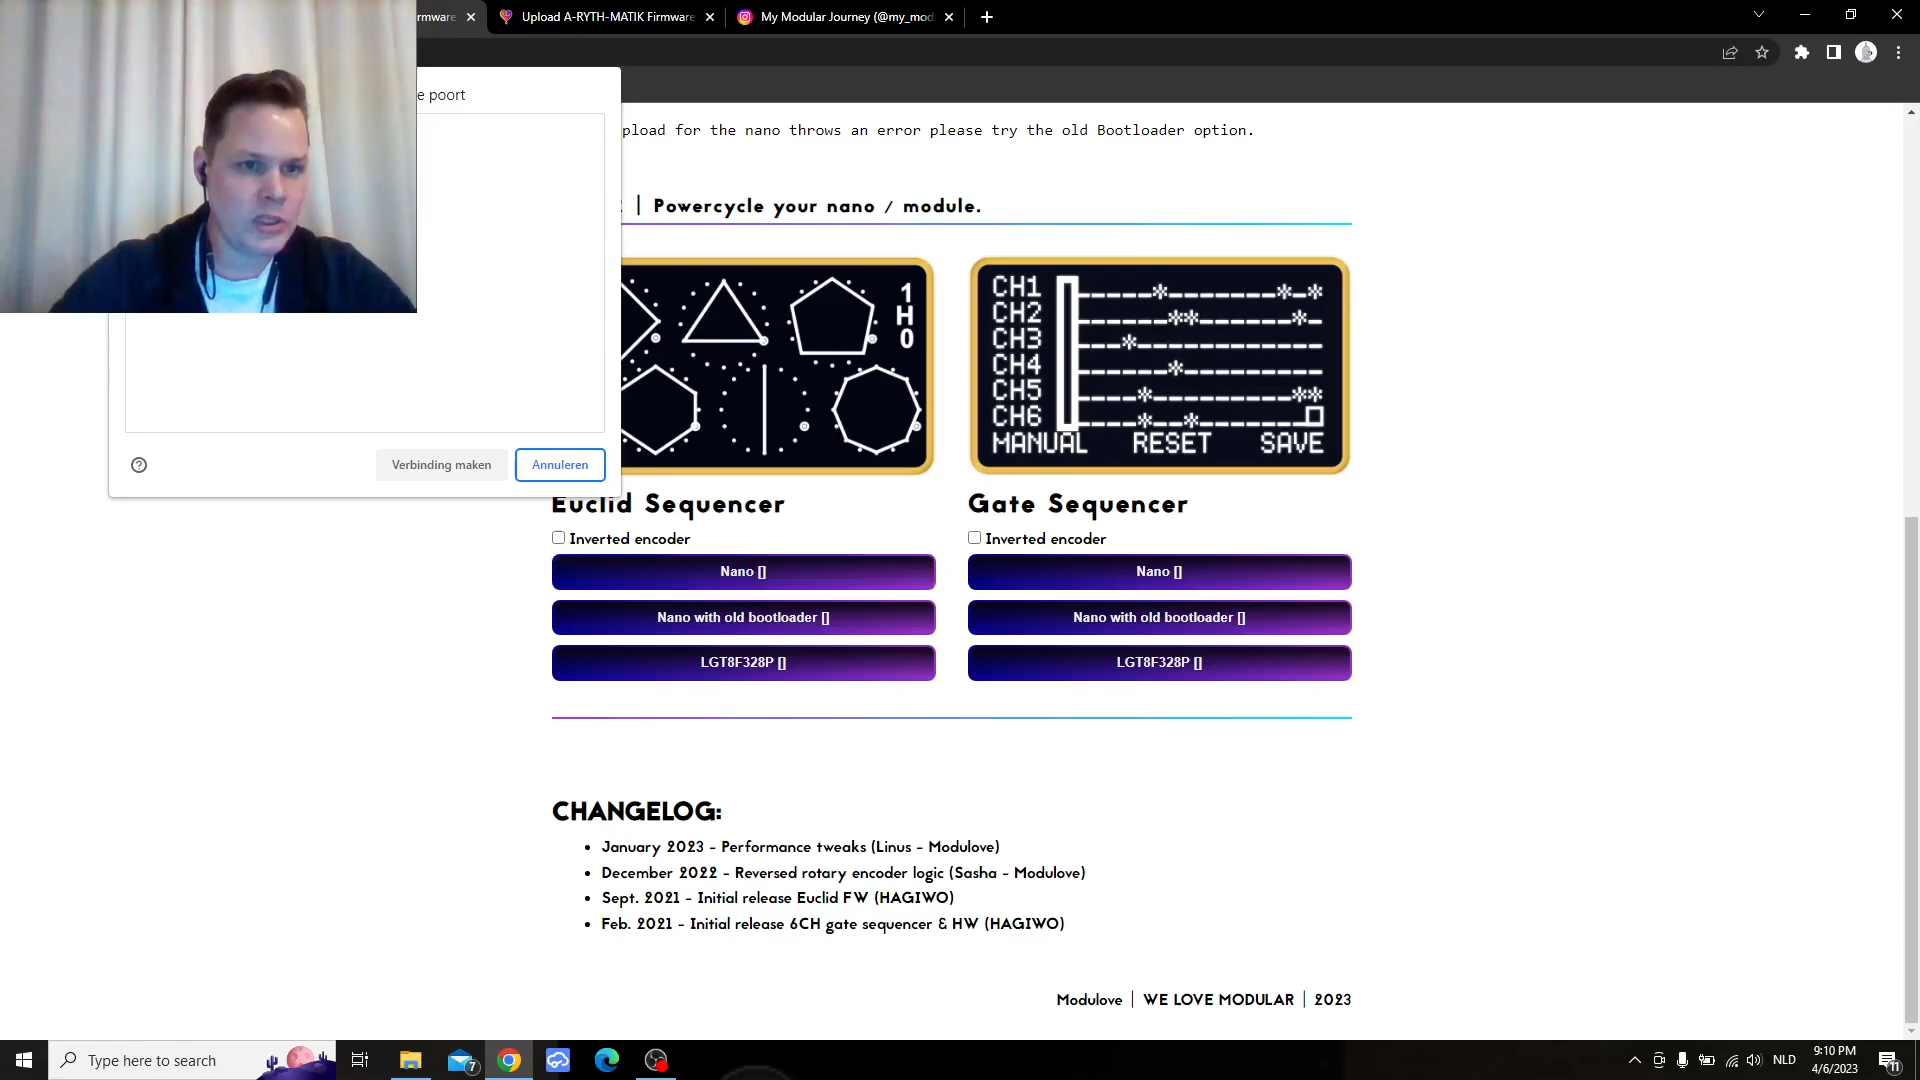 rmware
Upload A-RYTH-MATIK Firmware
My Modular Journey (@my_mod
e poort
pload for the nano throws an error please try the old Bootloader option.
| Powercycle your nano / module.
1
H
0
CH1
CH2
CH3
CH4
CH5
CH6
MANUAL RESET SAVE
Verbinding maken
Annuleren
Euclid Sequencer
Inverted encoder
Nano []
Nano with old bootloader []
LGT8F328P []
Gate Sequencer
Inverted encoder
Nano []
Nano with old bootloader []
LGT8F328P []
CHANGELOG:
• January 2023 - Performance tweaks (Linus - Modulove)
• December 2022 - Reversed rotary encoder logic (Sasha - Modulove)
• Sept. 2021 - Initial release Euclid FW (HAGIWO)
• Feb. 2021 - Initial release 6CH gate sequencer & HW (HAGIWO)
Modulove | WE LOVE MODULAR | 2023
Type here to search
7
NLD
9:10 PM
4/6/2023
11